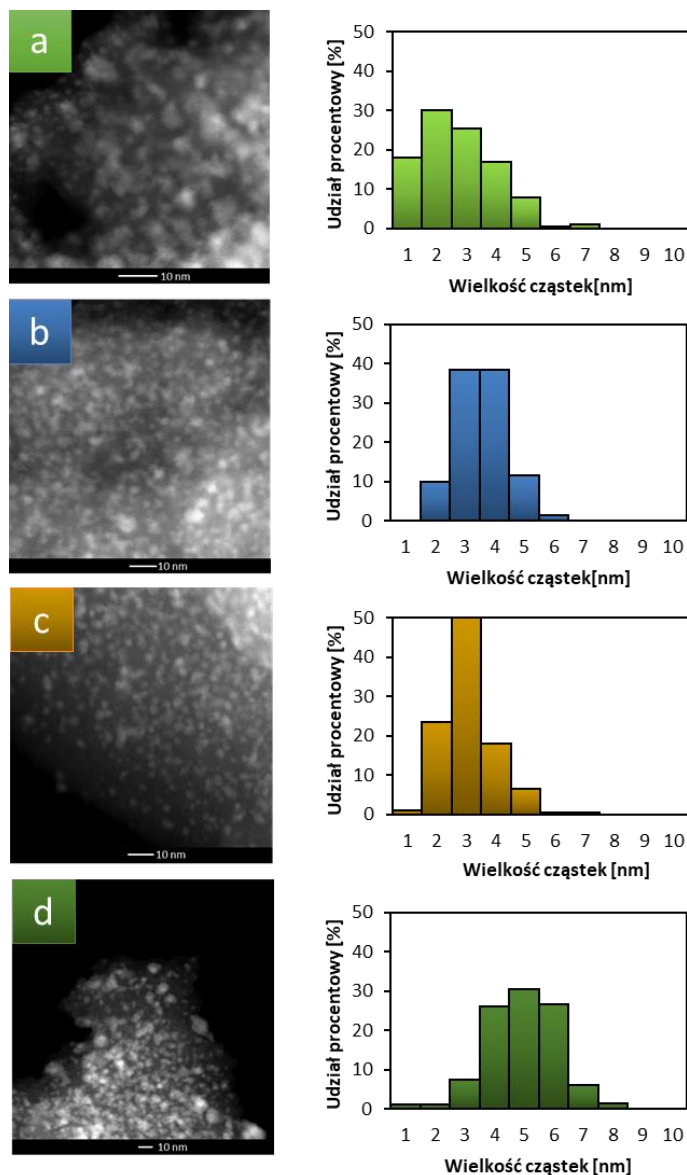 a
10 nm
Udział procentowy [%]
50
40
30
20
10
0
1 2 3 4 5 6 7 8 9 10
Wielkość cząstek[nm]
b
10 nm
Udział procentowy [%]
50
40
30
20
10
0
1 2 3 4 5 6 7 8 9 10
Wielkość cząstek[nm]
c
10 nm
Udział procentowy [%]
50
40
30
20
10
0
1 2 3 4 5 6 7 8 9 10
Wielkość cząstek [nm]
d
10 nm
Udział procentowy [%]
50
40
30
20
10
0
1 2 3 4 5 6 7 8 9 10
Wielkość cząstek [nm]